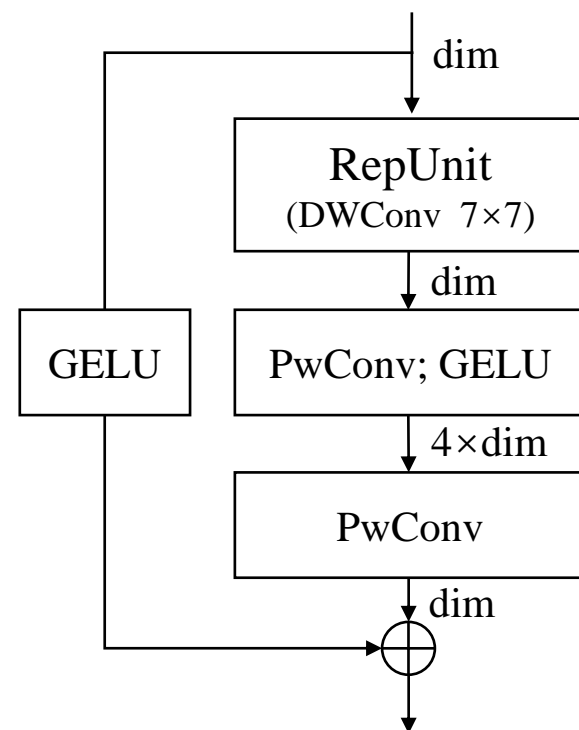 dim
RepUnit
(DWConv 7×7)
dim
GELU
PwConv; GELU
4×dim
PwConv
dim